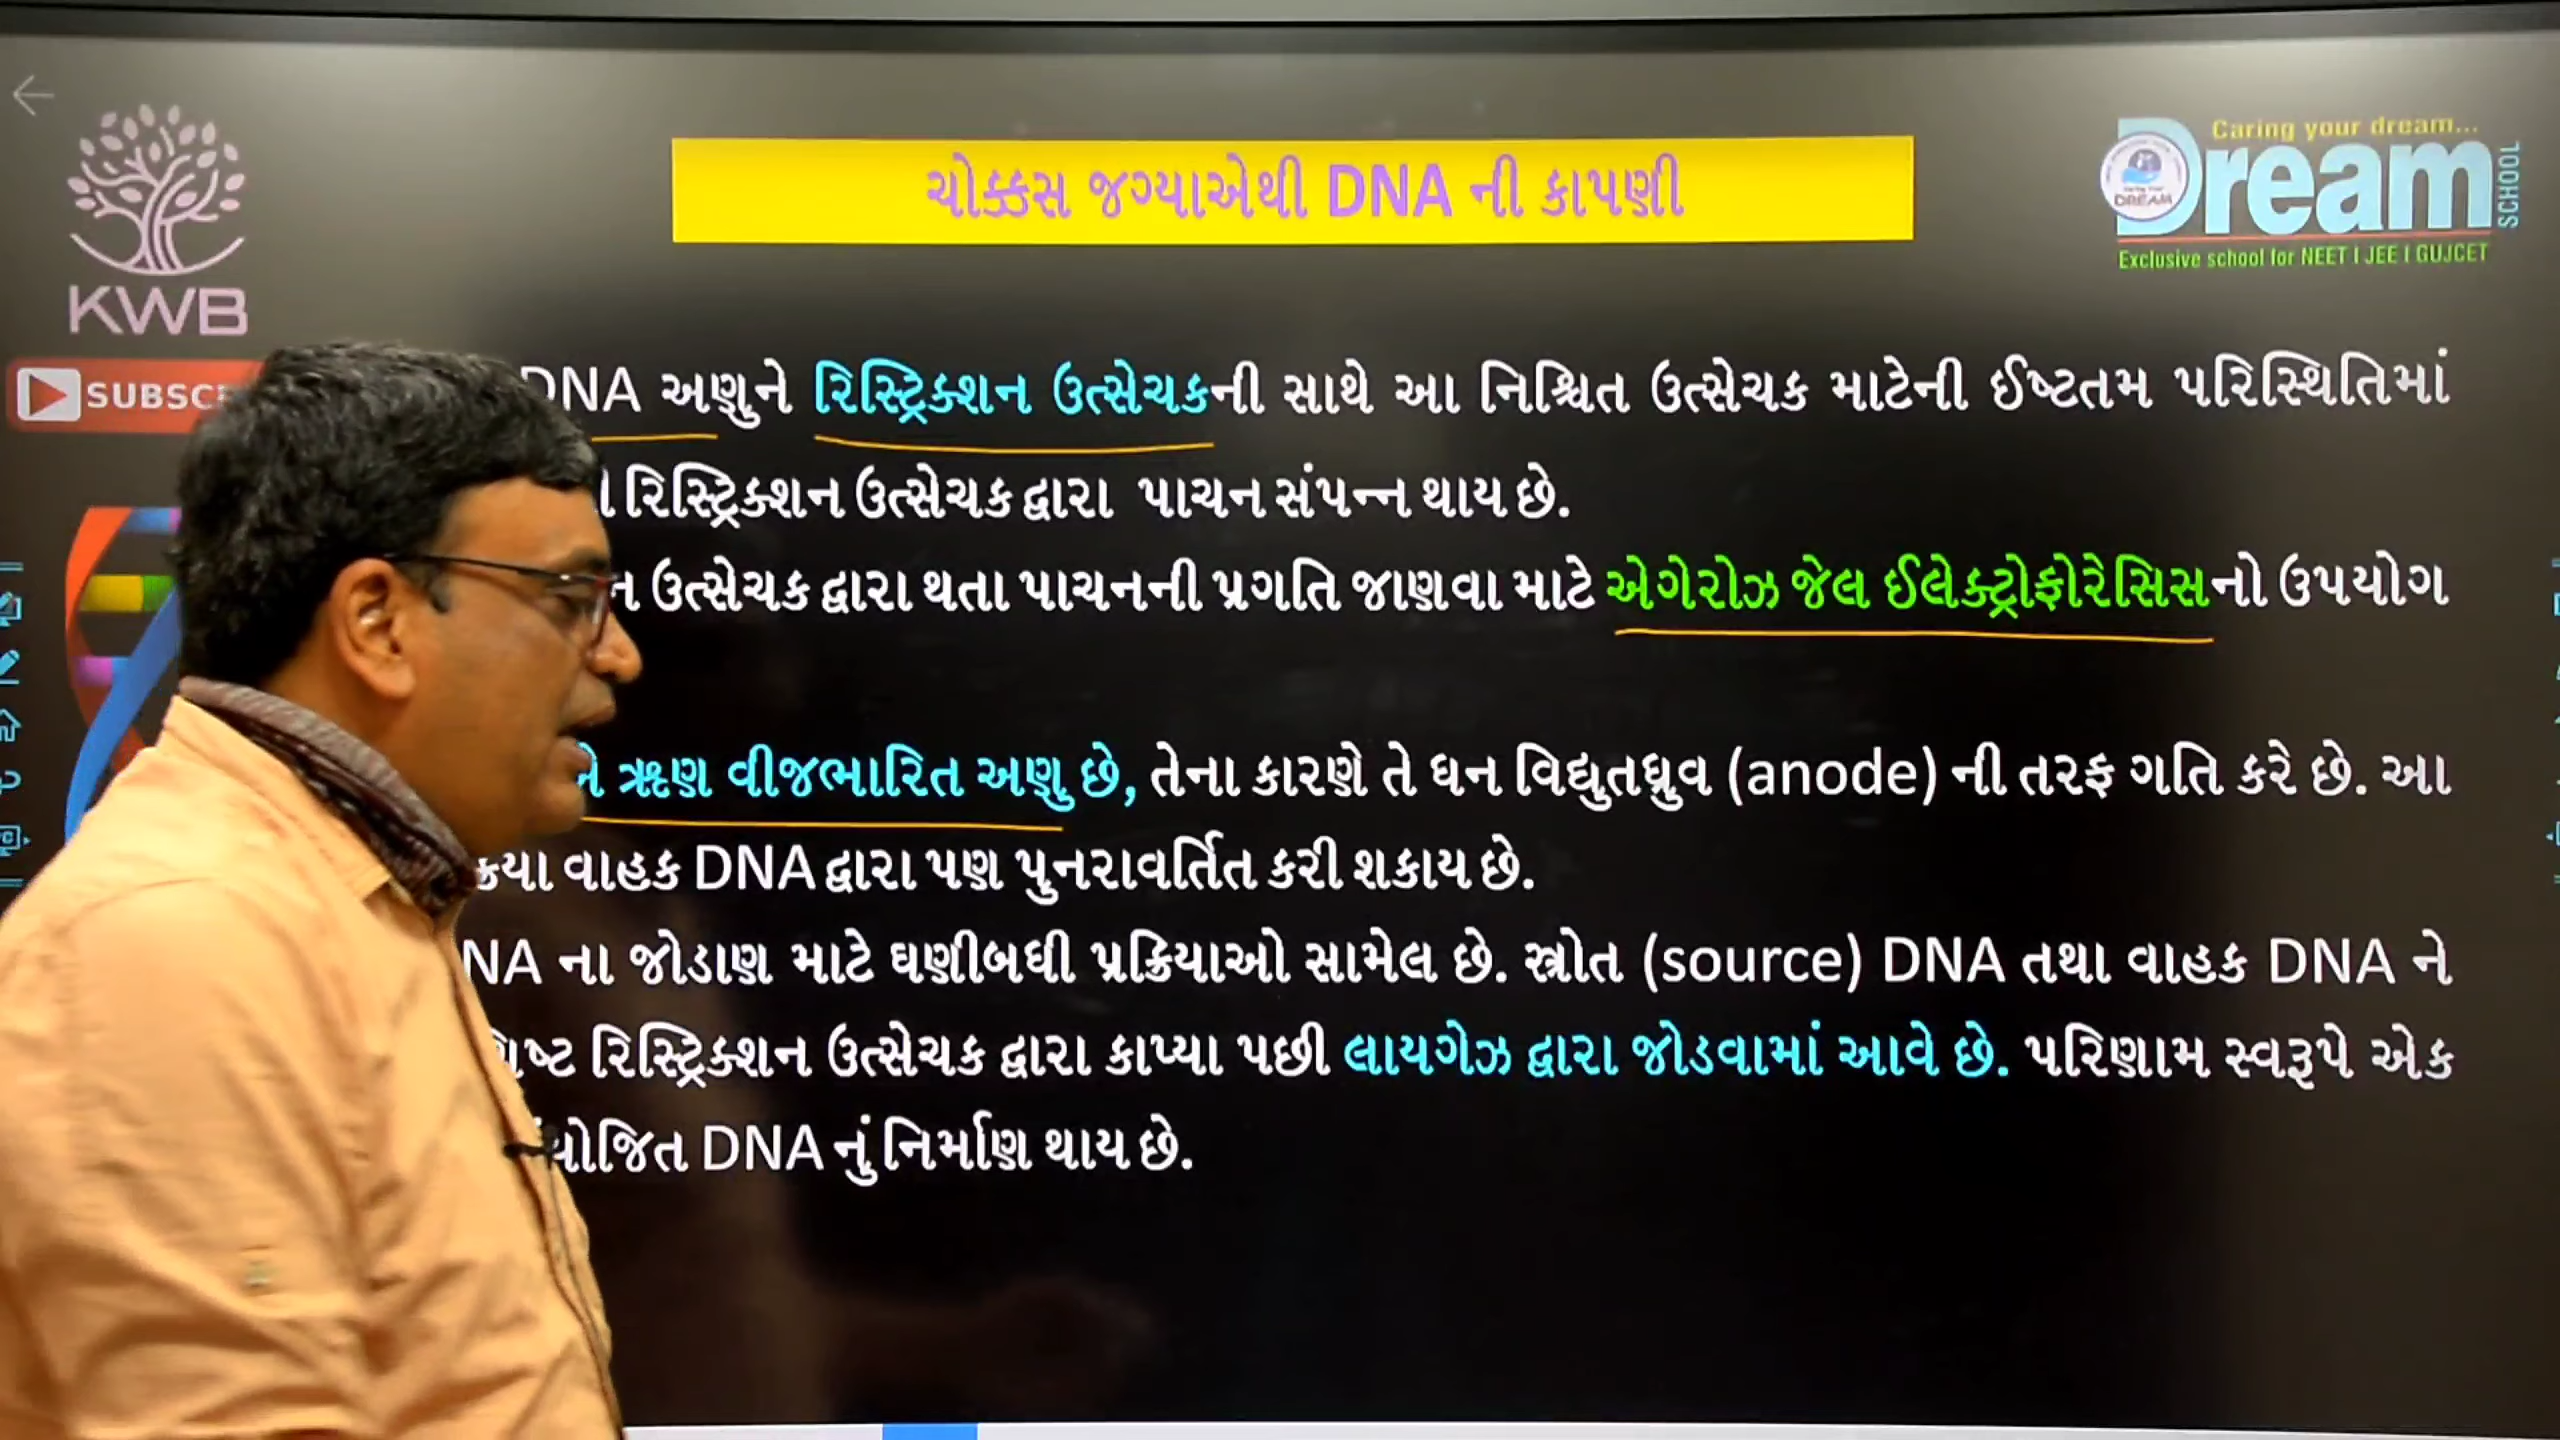 ચોક્કસ જગ્યાએથી DNA ની કાપણી
Caring your dream...
Dream
SCHOOL
DREAM
Exclusive school for NEET I JEE I GUJCET
KWB
DNA અણુને રિસ્ટ્રિક્શન ઉત્સેચકની સાથે આ નિશ્ચિત ઉત્સેચક માટેની ઈષ્ટતમ પરિસ્થિતિમાં
રિસ્ટ્રિક્શન ઉત્સેચક દ્વારા પાચન સંપન્ન થાય છે.
ઉત્સેચક દ્વારા થતા પાચનની પ્રગતિ જાણવા માટે એગેરોઝ જેલ ઈલેક્ટ્રોફોરેસિસનો ઉપયોગ
ઋણ વીજભારિત અણુ છે, તેના કારણે તે ધન વિદ્યુતધ્રુવ (anode) ની તરફ ગતિ કરે છે. આ
વાહક DNA દ્વારા પણ પુનરાવર્તિત કરી શકાય છે.
ના જોડાણ માટે ઘણીબધી પ્રક્રિયાઓ સામેલ છે. સ્ત્રોત (source) DNA તથા વાહક DNA ને
રિસ્ટ્રિક્શન ઉત્સેચક દ્વારા કાપ્યા પછી લાયગેઝ દ્વારા જોડવામાં આવે છે. પરિણામ સ્વરૂપે એક
DNA નું નિર્માણ થાય છે.